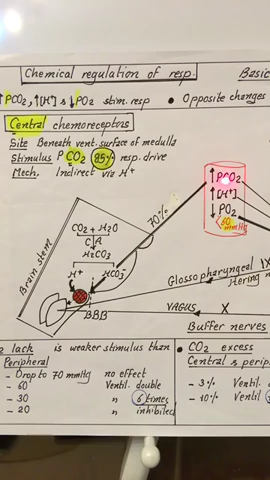 Chemical regulation of resp.
Basic
↑ PCO2, ↑[H+] & ↓PO2 stim. resp
• Opposite changes
Central chemoreceptors
Site Beneath vent. surface of medulla
Stimulus PCO2 85% resp. drive
Mech. Indirect via H+
↑ PCO2
↑ [H+]
↓ PO2
< 60 mmHg
70%
Brain stem
CO2 + H2O
C A
H2CO3
H+ HCO3-
BBB
Glossopharyngeal IX
Hering n
VAGUS X
Buffer nerves
lack is weaker stimulus than
Peripheral
- Drop to 70 mmHg no effect
- 60 Ventil. double
- 30 " 6 times
- 20 " inhibited
• CO2 excess
Central & perip
- 3% Ventil.
- 10% Ventil